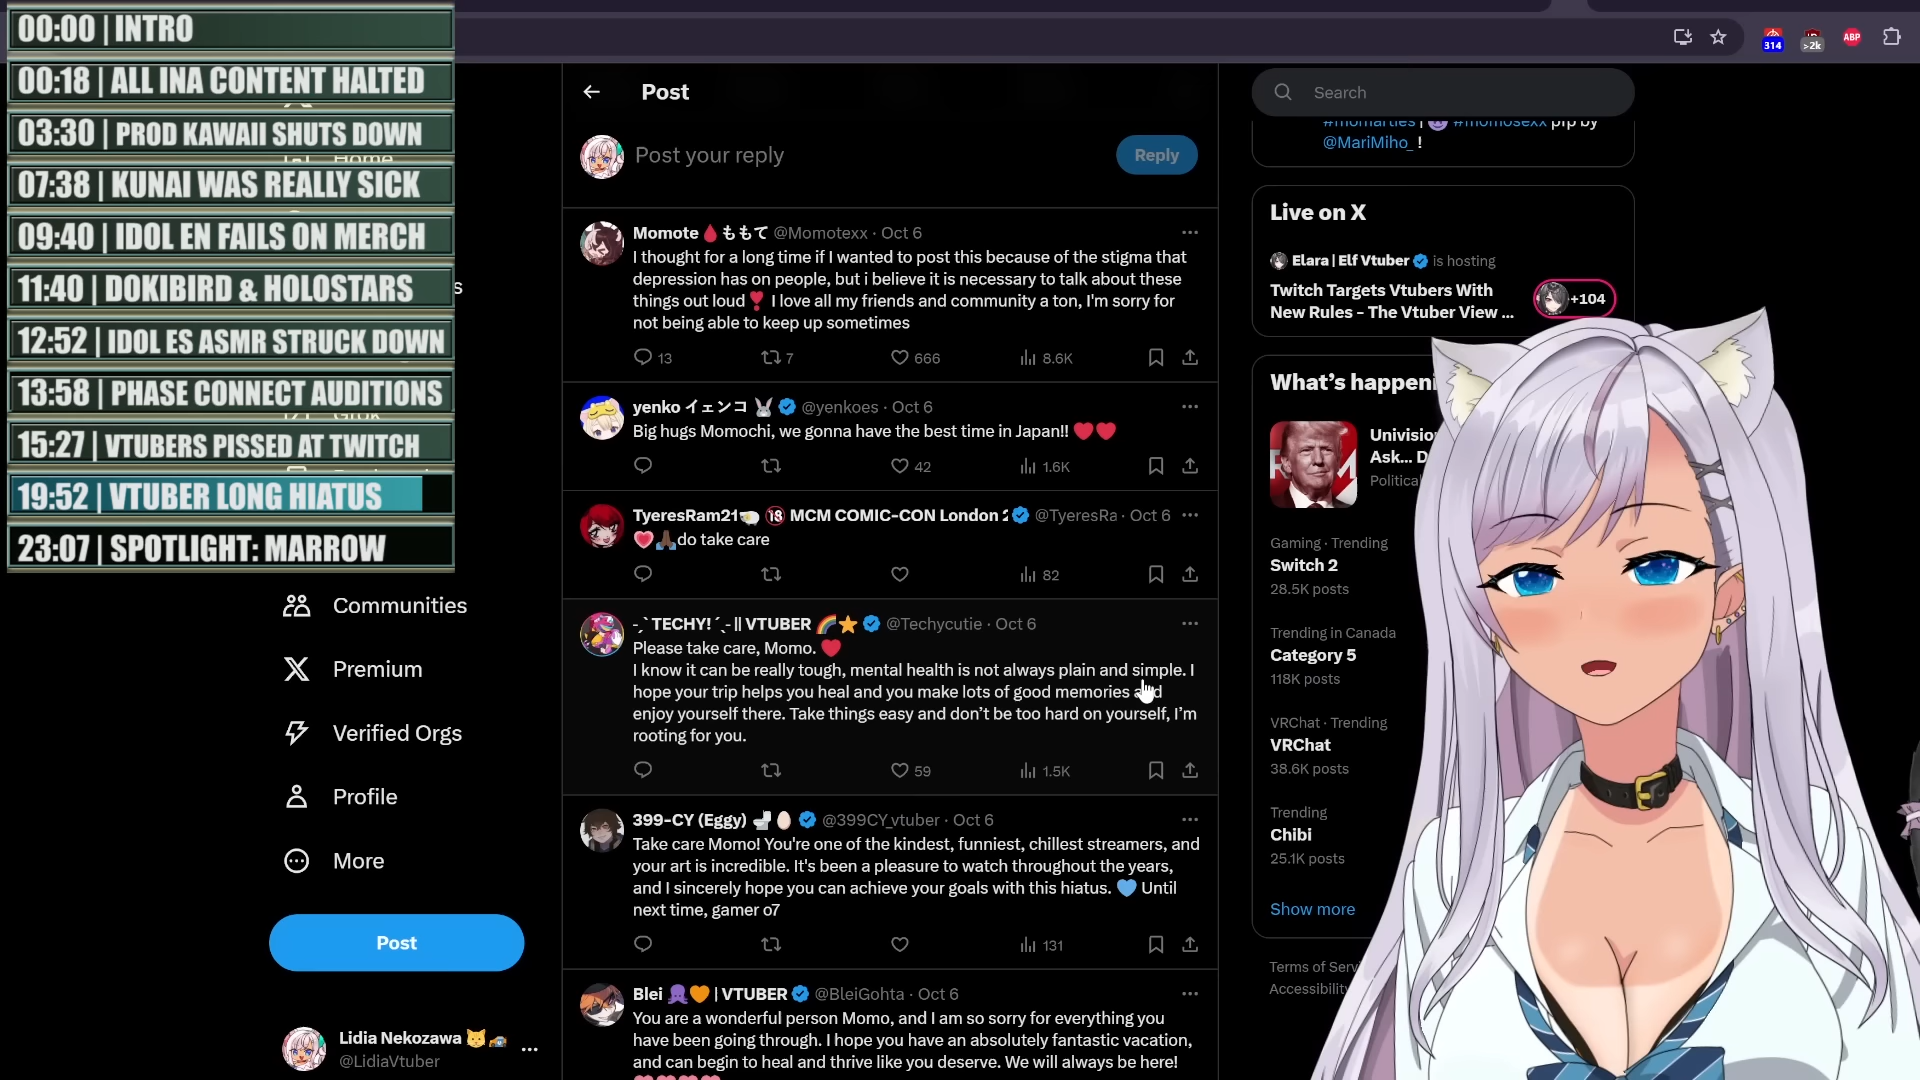 00:00 | INTRO
00:18 | ALL INA CONTENT HALTED
03:30 | PROD KAWAII SHUTS DOWN
07:38 | KUNAI WAS REALLY SICK
09:40 | IDOL EN FAILS ON MERCH
11:40 | DOKIBIRD & HOLOSTARS
12:52 | IDOL ES ASMR STRUCK DOWN
13:58 | PHASE CONNECT AUDITIONS
15:27 | VTUBERS PISSED AT TWITCH
19:52 | VTUBER LONG HIATUS
23:07 | SPOTLIGHT: MARROW
Communities
Premium
Verified Orgs
Profile
More
Post
Lidia Nekozawa 🐱
@LidiaVtuber
Post
Post your reply
Reply
Momote 🩸ももて @Momotexx · Oct 6
I thought for a long time if I wanted to post this because of the stigma that
depression has on people, but i believe it is necessary to talk about these
things out loud ❣️ I love all my friends and community a ton, I'm sorry for
not being able to keep up sometimes
13 7 666 8.6K
yenko イェンコ 🐰 @yenkoes · Oct 6
Big hugs Momochi, we gonna have the best time in Japan!! ❤️❤️
42 1.6K
TyeresRam21🐏 🔞 MCM COMIC-CON London @TyeresRa · Oct 6
❤️🙏🏾do take care
82
-ˏˋTECHY!ˊˎ- || VTUBER 🌈⭐ @Techycutie · Oct 6
Please take care, Momo. ❤️
I know it can be really tough, mental health is not always plain and simple. I
hope your trip helps you heal and you make lots of good memories and
enjoy yourself there. Take things easy and don’t be too hard on yourself, I’m
rooting for you.
59 1.5K
399-CY (Eggy) 🚽🥚 @399CY_vtuber · Oct 6
Take care Momo! You're one of the kindest, funniest, chillest streamers, and
your art is incredible. It's been a pleasure to watch throughout the years,
and I sincerely hope you can achieve your goals with this hiatus. 💙 Until
next time, gamer o7
131
Blei 🐙🧡 | VTUBER @BleiGohta · Oct 6
You are a wonderful person Momo, and I am so sorry for everything you
have been going through. I hope you have an absolutely fantastic vacation,
and can begin to heal and thrive like you deserve. We will always be here!
314 >2k ABP
Search
#momarties | #momosexx pfp by
@MariMiho_ !
Live on X
Elara | Elf Vtuber is hosting
Twitch Targets Vtubers With
New Rules - The Vtuber View ...
+104
What’s happeni
Univisio
Ask... D
Political
Gaming · Trending
Switch 2
28.5K posts
Trending in Canada
Category 5
118K posts
VRChat · Trending
VRChat
38.6K posts
Trending
Chibi
25.1K posts
Show more
Terms of Serv
Accessibility